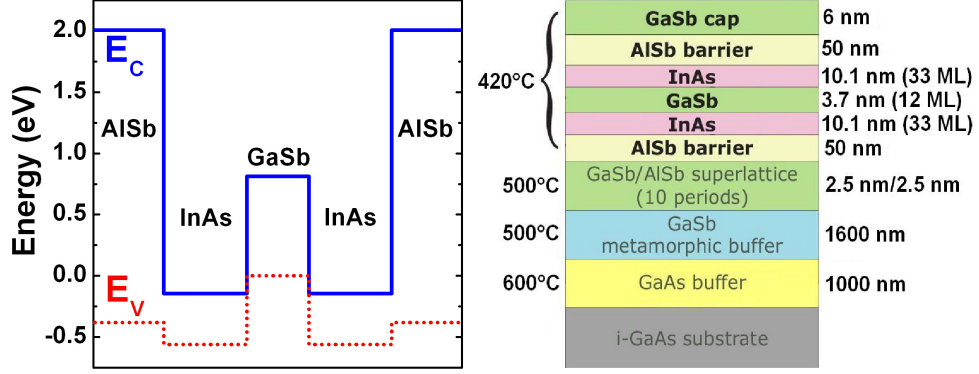 2.0
1.5
1.0
0.5
0.0
-0.5
Energy (eV)
E_C
AlSb
InAs
GaSb
InAs
AlSb
E_V
420°C
500°C
500°C
600°C
GaSb cap 6 nm
AlSb barrier 50 nm
InAs 10.1 nm (33 ML)
GaSb 3.7 nm (12 ML)
InAs 10.1 nm (33 ML)
AlSb barrier 50 nm
GaSb/AlSb superlattice
(10 periods)
2.5 nm/2.5 nm
GaSb
metamorphic buffer
1600 nm
GaAs buffer 1000 nm
i-GaAs substrate